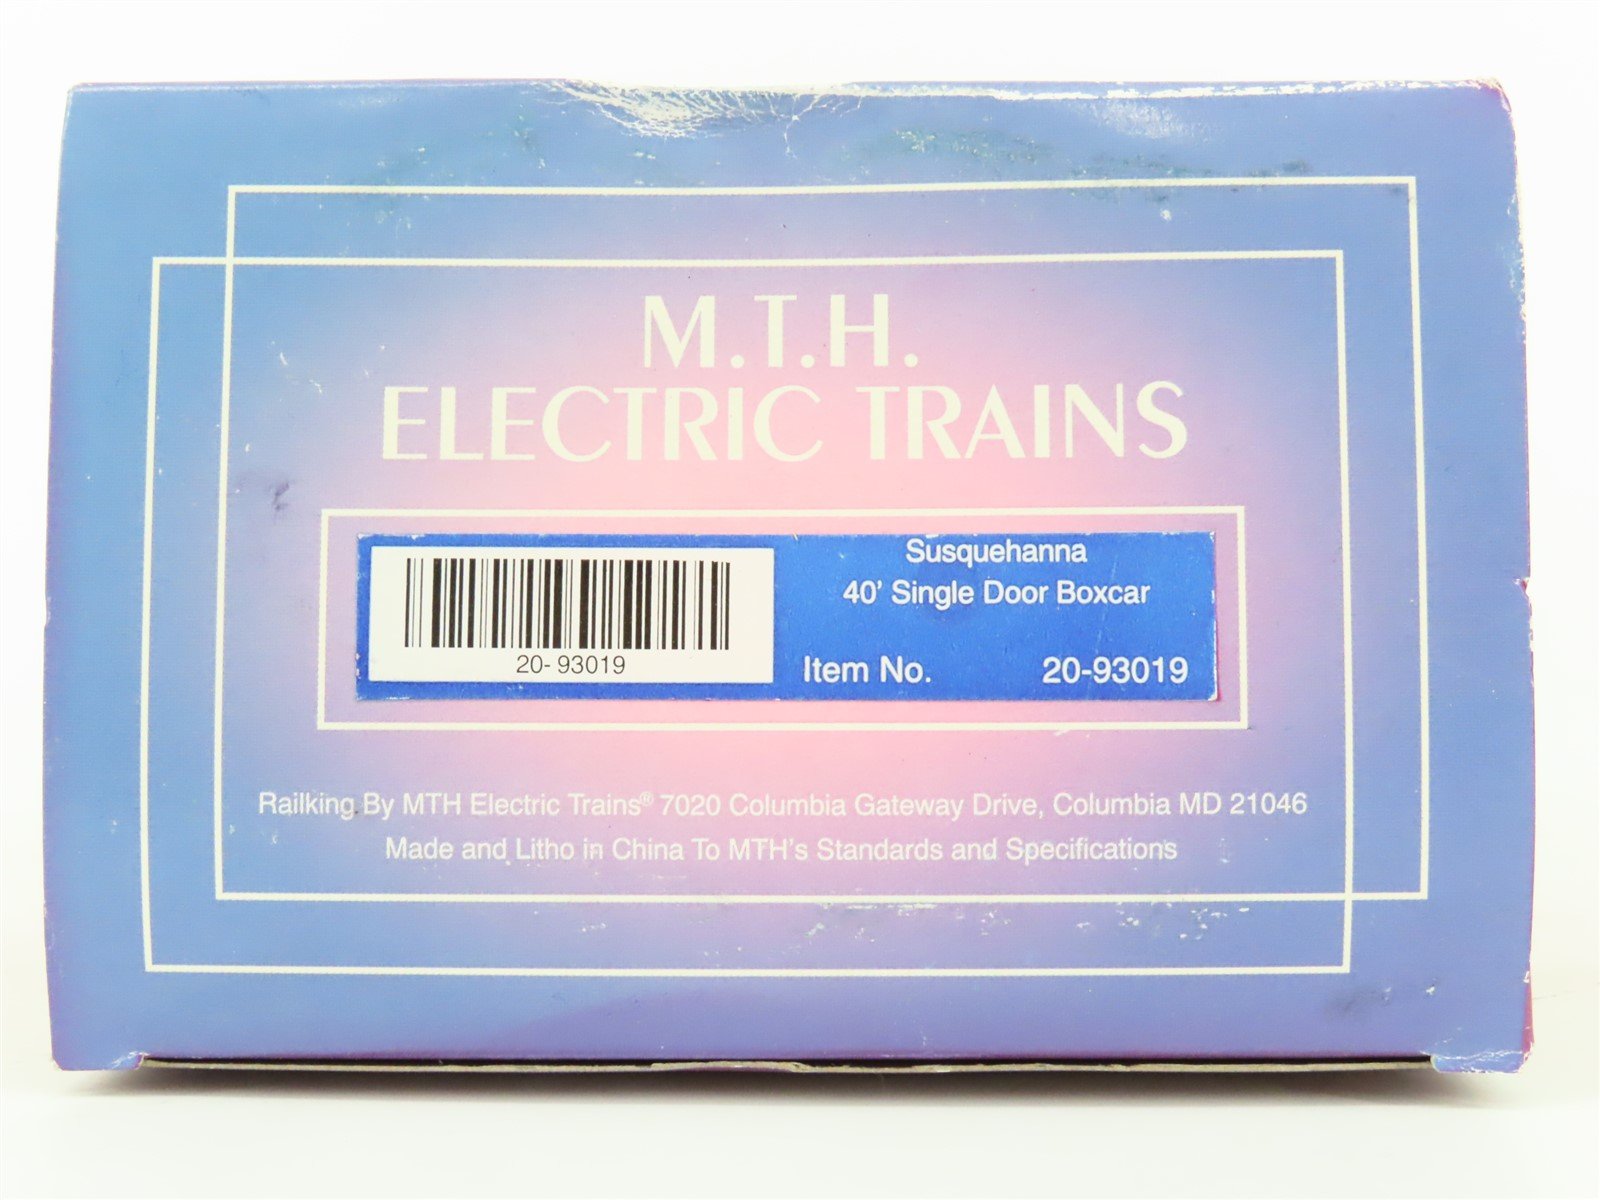 M.T.H.
ELECTRIC TRAINS
Susquehanna
40' Single Door Boxcar
20- 93019
Item No. 20-93019
Railking By MTH Electric Trains® 7020 Columbia Gateway Drive, Columbia MD 21046
Made and Litho in China To MTH's Standards and Specifications